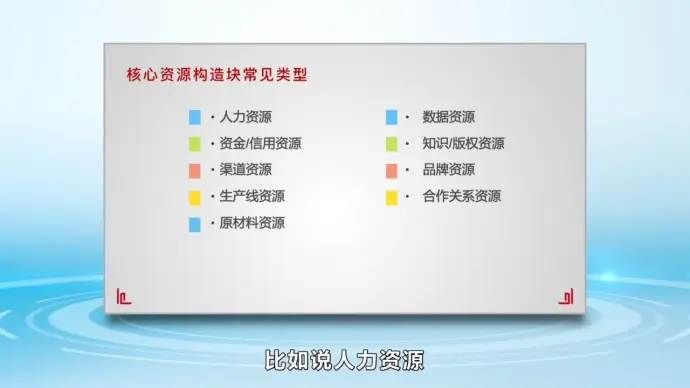 核心资源构造块常见类型
· 人力资源
· 资金/信用资源
· 渠道资源
· 生产线资源
· 原材料资源
· 数据资源
· 知识/版权资源
· 品牌资源
· 合作关系资源
比如说人力资源